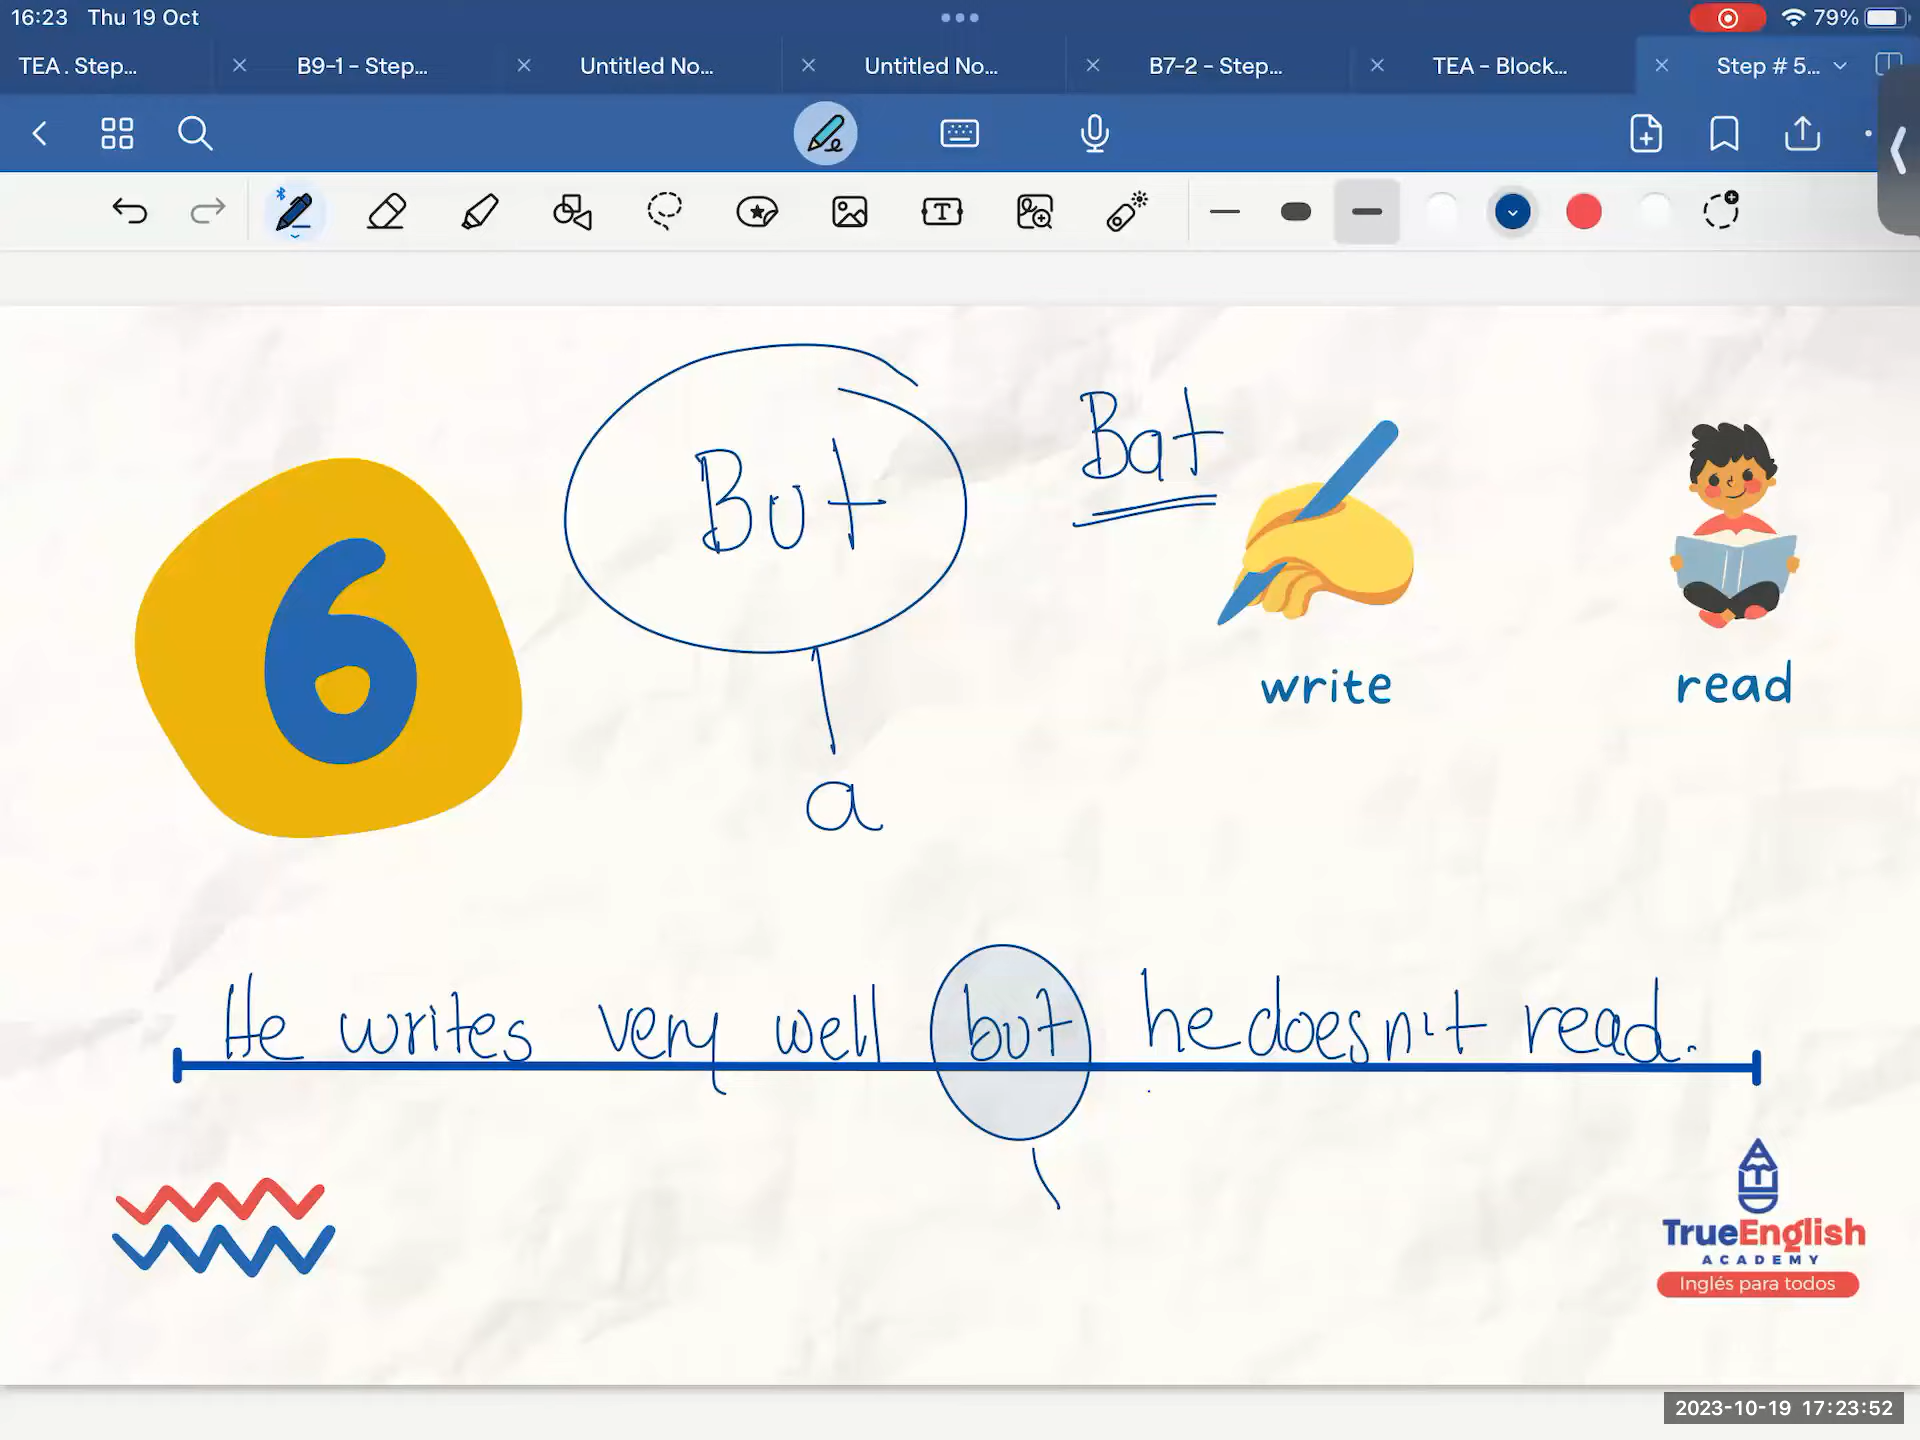 16:23 Thu 19 Oct
79%
TEA . Step...
B9-1 - Step...
Untitled No...
Untitled No...
B7-2 - Step...
TEA - Block...
Step # 5...
But
Bat
6
write
read
a
He writes very well but he doesn't read.
TrueEnglish
ACADEMY
Inglés para todos
2023-10-19 17:23:52